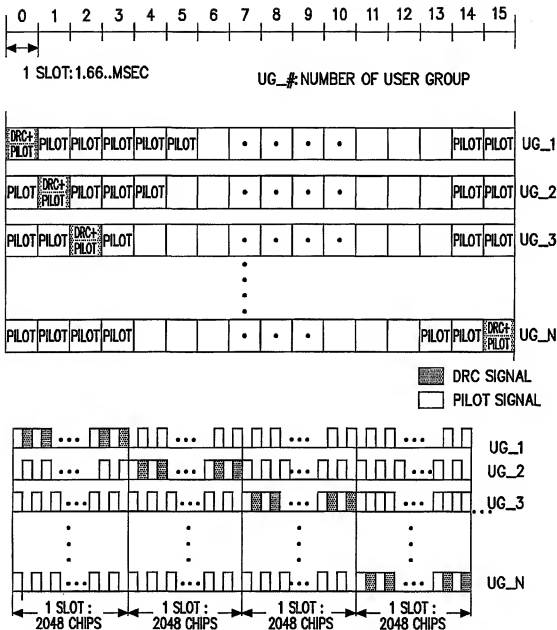 0 1 2 3 4 5 6 7 8 9 10 11 12 13 14 15
1 SLOT:1.66..MSEC
UG_#:NUMBER OF USER GROUP
DRC+ PILOT PILOT PILOT PILOT PILOT PILOT PILOT PILOT UG_1
PILOT DRC+ PILOT PILOT PILOT PILOT PILOT PILOT UG_2
PILOT PILOT DRC+ PILOT PILOT PILOT PILOT UG_3
PILOT PILOT PILOT PILOT PILOT PILOT DRC+ PILOT UG_N
DRC SIGNAL
PILOT SIGNAL
UG_1
UG_2
UG_3
UG_N
1 SLOT : 1 SLOT : 1 SLOT : 1 SLOT :
2048 CHIPS 2048 CHIPS 2048 CHIPS 2048 CHIPS